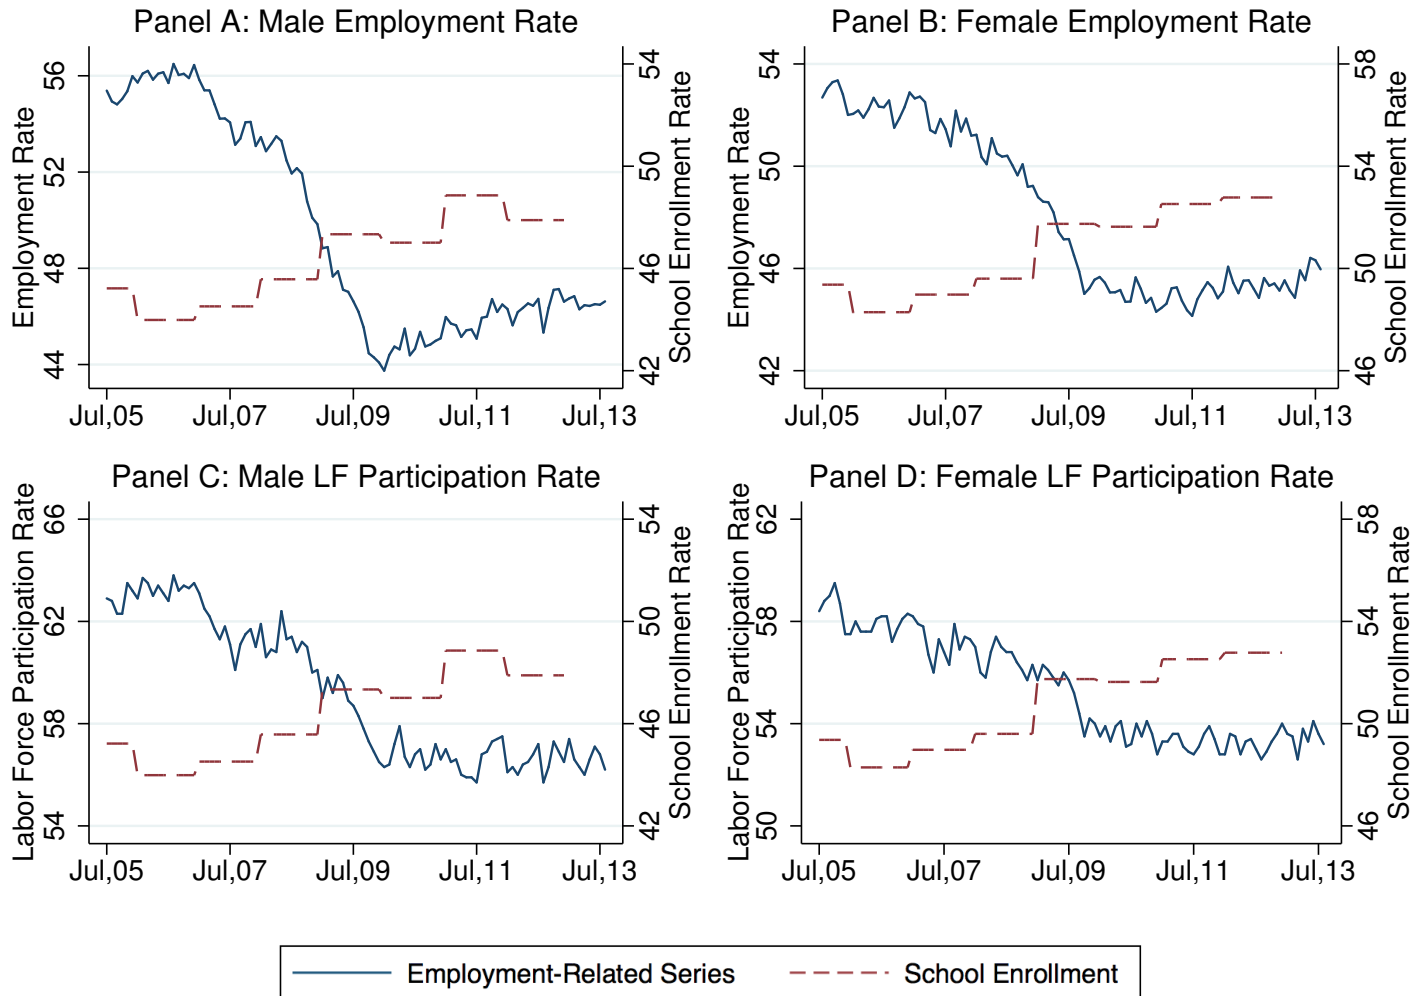 Panel A: Male Employment Rate
Employment Rate
56
52
48
44
54
50
46
42
School Enrollment Rate
Jul,05 Jul,07 Jul,09 Jul,11 Jul,13
Panel B: Female Employment Rate
Employment Rate
54
50
46
42
58
54
50
46
School Enrollment Rate
Jul,05 Jul,07 Jul,09 Jul,11 Jul,13
Panel C: Male LF Participation Rate
Labor Force Participation Rate
66
62
58
54
54
50
46
42
School Enrollment Rate
Jul,05 Jul,07 Jul,09 Jul,11 Jul,13
Panel D: Female LF Participation Rate
Labor Force Participation Rate
62
58
54
50
58
54
50
46
School Enrollment Rate
Jul,05 Jul,07 Jul,09 Jul,11 Jul,13
Employment-Related Series School Enrollment